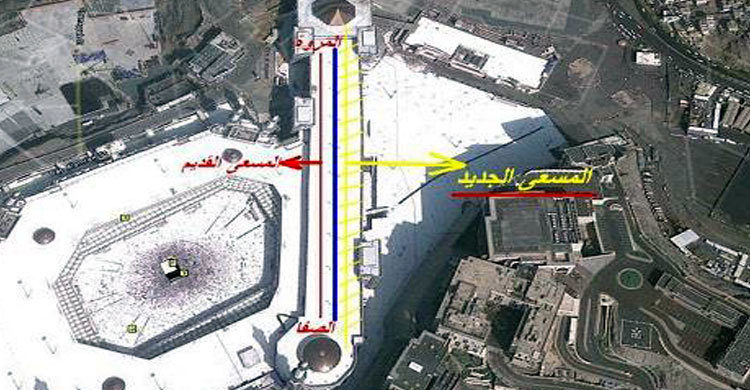 المروة
المسعى القديم
المسعى الجديد
الصفا